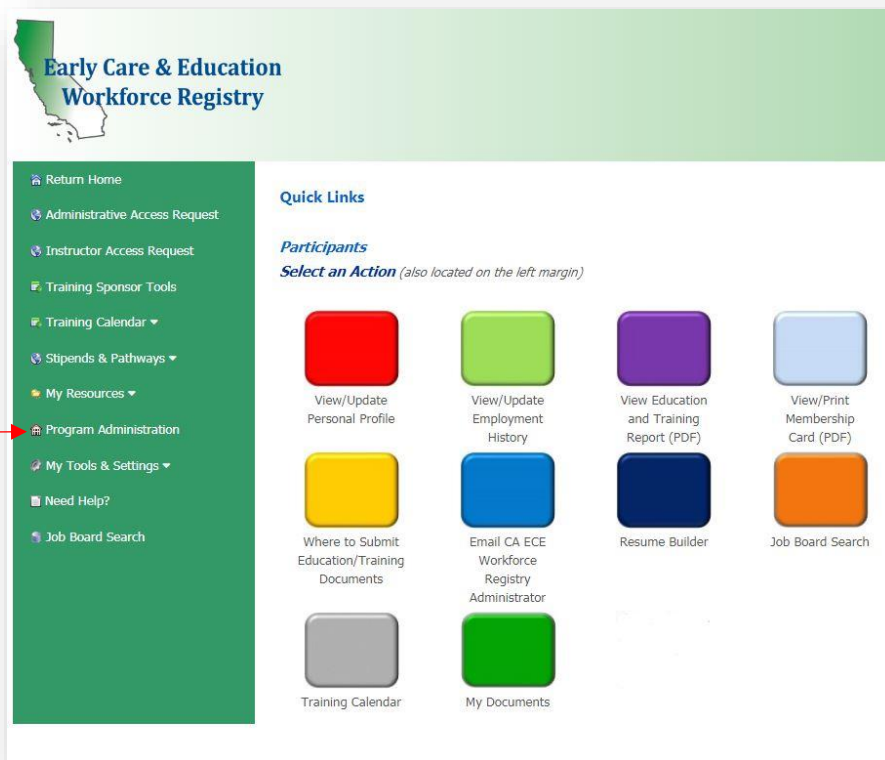 Early Care & Education
Workforce Registry
Return Home
Administrative Access Request
Instructor Access Request
Training Sponsor Tools
Training Calendar
Stipends & Pathways
My Resources
Program Administration
My Tools & Settings
Need Help?
Job Board Search
Quick Links
Participants
Select an Action (also located on the left margin)
View/Update
Personal Profile
View/Update
Employment
History
View Education
and Training
Report (PDF)
View/Print
Membership
Card (PDF)
Where to Submit
Education/Training
Documents
Email CA ECE
Workforce
Registry
Administrator
Resume Builder
Job Board Search
Training Calendar
My Documents